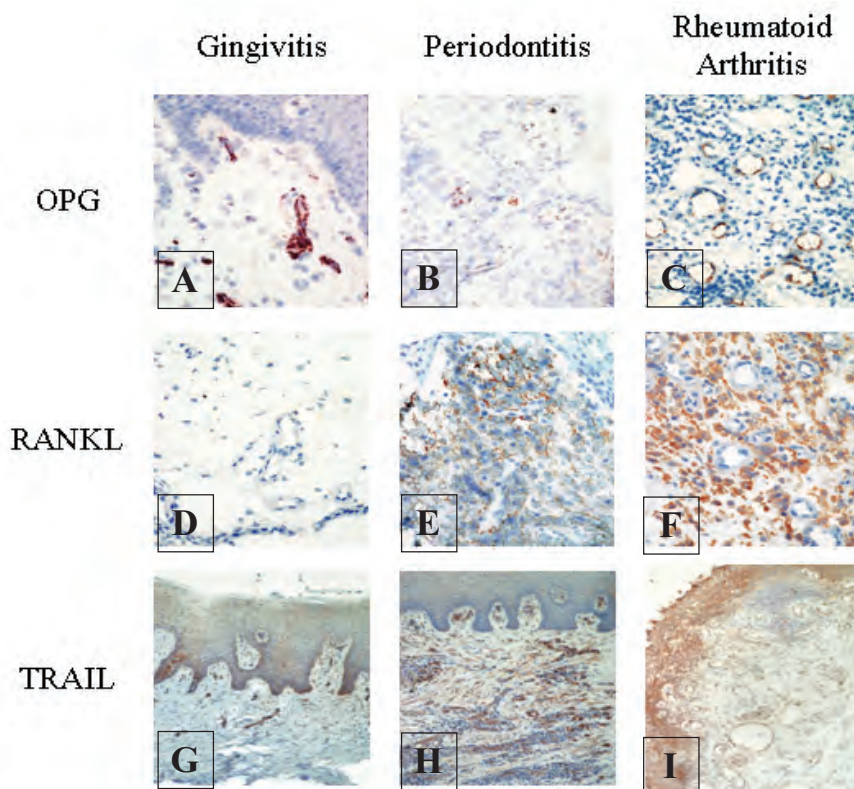 Gingivitis
Periodontitis
Rheumatoid
Arthritis
OPG
A
B
C
RANKL
D
E
F
TRAIL
G
H
I